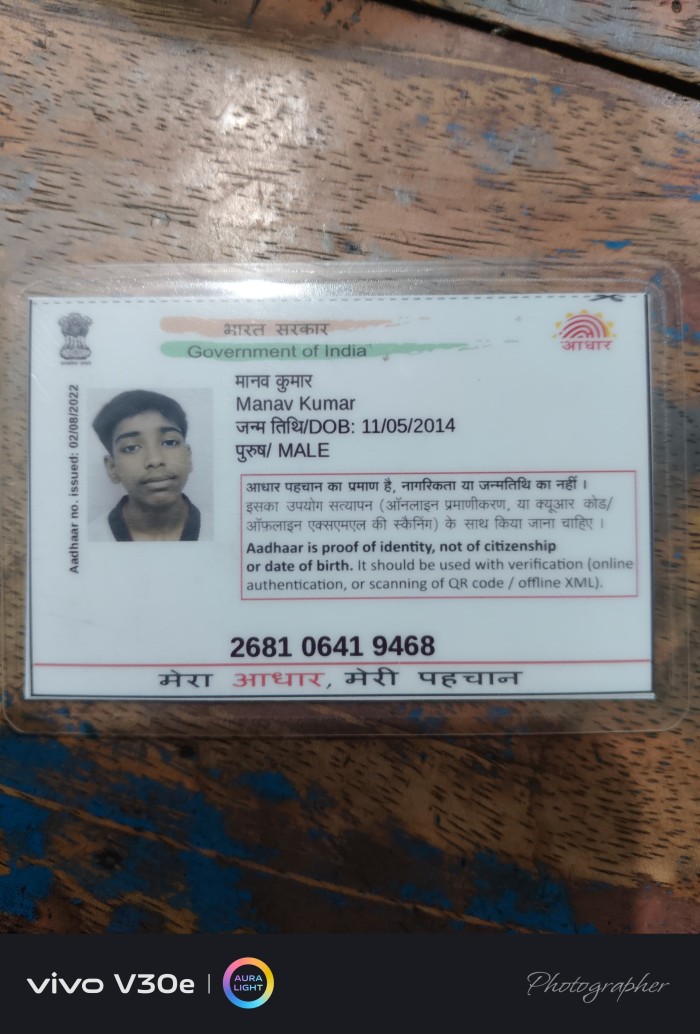 भारत सरकार
Government of India
आधार
Aadhaar no. issued: 02/08/2022
मानव कुमार
Manav Kumar
जन्म तिथि/DOB: 11/05/2014
पुरुष/ MALE
आधार पहचान का प्रमाण है, नागरिकता या जन्मतिथि का नहीं ।
इसका उपयोग सत्यापन (ऑनलाइन प्रमाणीकरण, या क्यूआर कोड/
ऑफ़लाइन एक्सएमएल की स्कैनिंग) के साथ किया जाना चाहिए ।
Aadhaar is proof of identity, not of citizenship
or date of birth. It should be used with verification (online
authentication, or scanning of QR code / offline XML).
2681 0641 9468
मेरा आधार, मेरी पहचान
vivo V30e | AURA LIGHT
Photographer